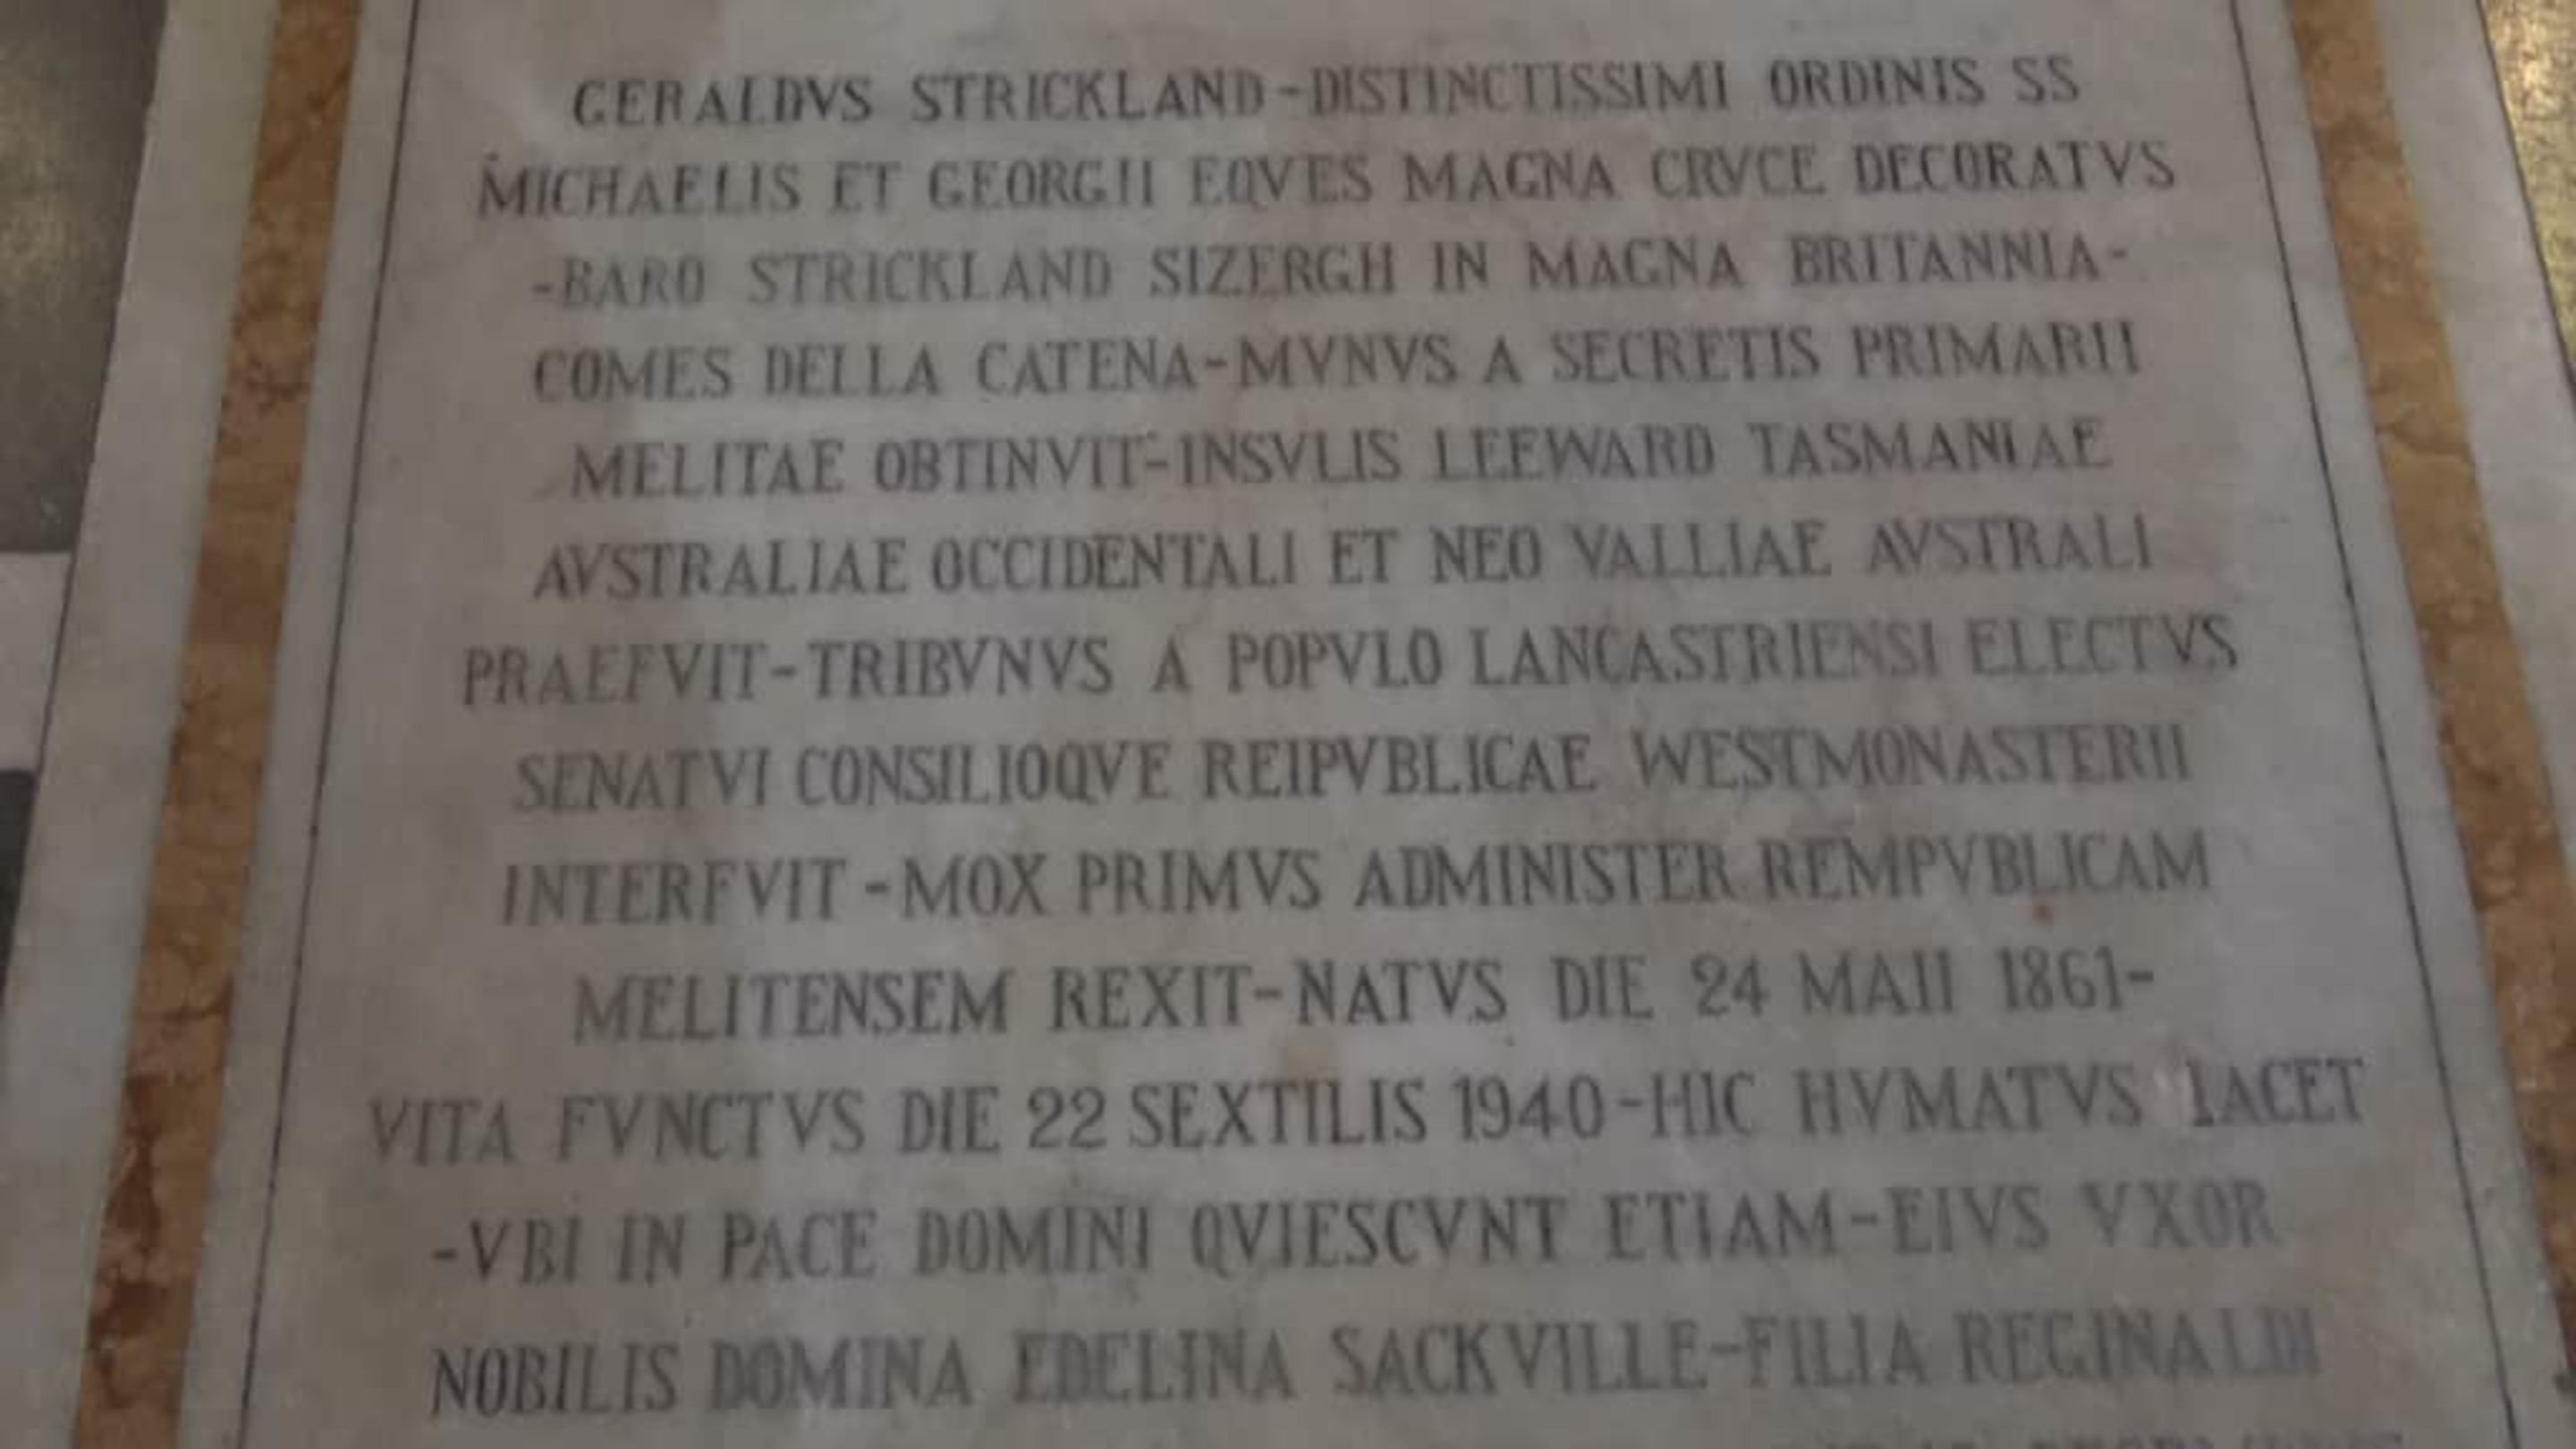 GERALDVS STRICKLAND-DISTINCTISSIMI ORDINIS SS
MICHAELIS ET GEORGII EQVES MAGNA CRVCE DECORATVS
-BARO STRICKLAND SIZERGH IN MAGNA BRITANNIA-
COMES DELLA CATENA-MVNVS A SECRETIS PRIMARII
MELITAE OBTINVIT-INSVLIS LEEWARD TASMANIAE
AVSTRALIAE OCCIDENTALI ET NEO VALLIAE AVSTRALI
PRAEFVIT-TRIBVNVS A POPVLO LANCASTRIENSI ELECTVS
SENATVI CONSILIOQVE REIPVBLICAE WESTMONASTERII
INTERFVIT-MOX PRIMVS ADMINISTER REMPVBLICAM
MELITENSEM REXIT-NATVS DIE 24 MAII 1861-
VITA FVNCTVS DIE 22 SEXTILIS 1940-HIC HVMATVS IACET
-VBI IN PACE DOMINI QVIESCVNT ETIAM-EIVS VXOR
NOBILIS DOMINA EDELINA SACKVILLE-FILIA REGINALDI